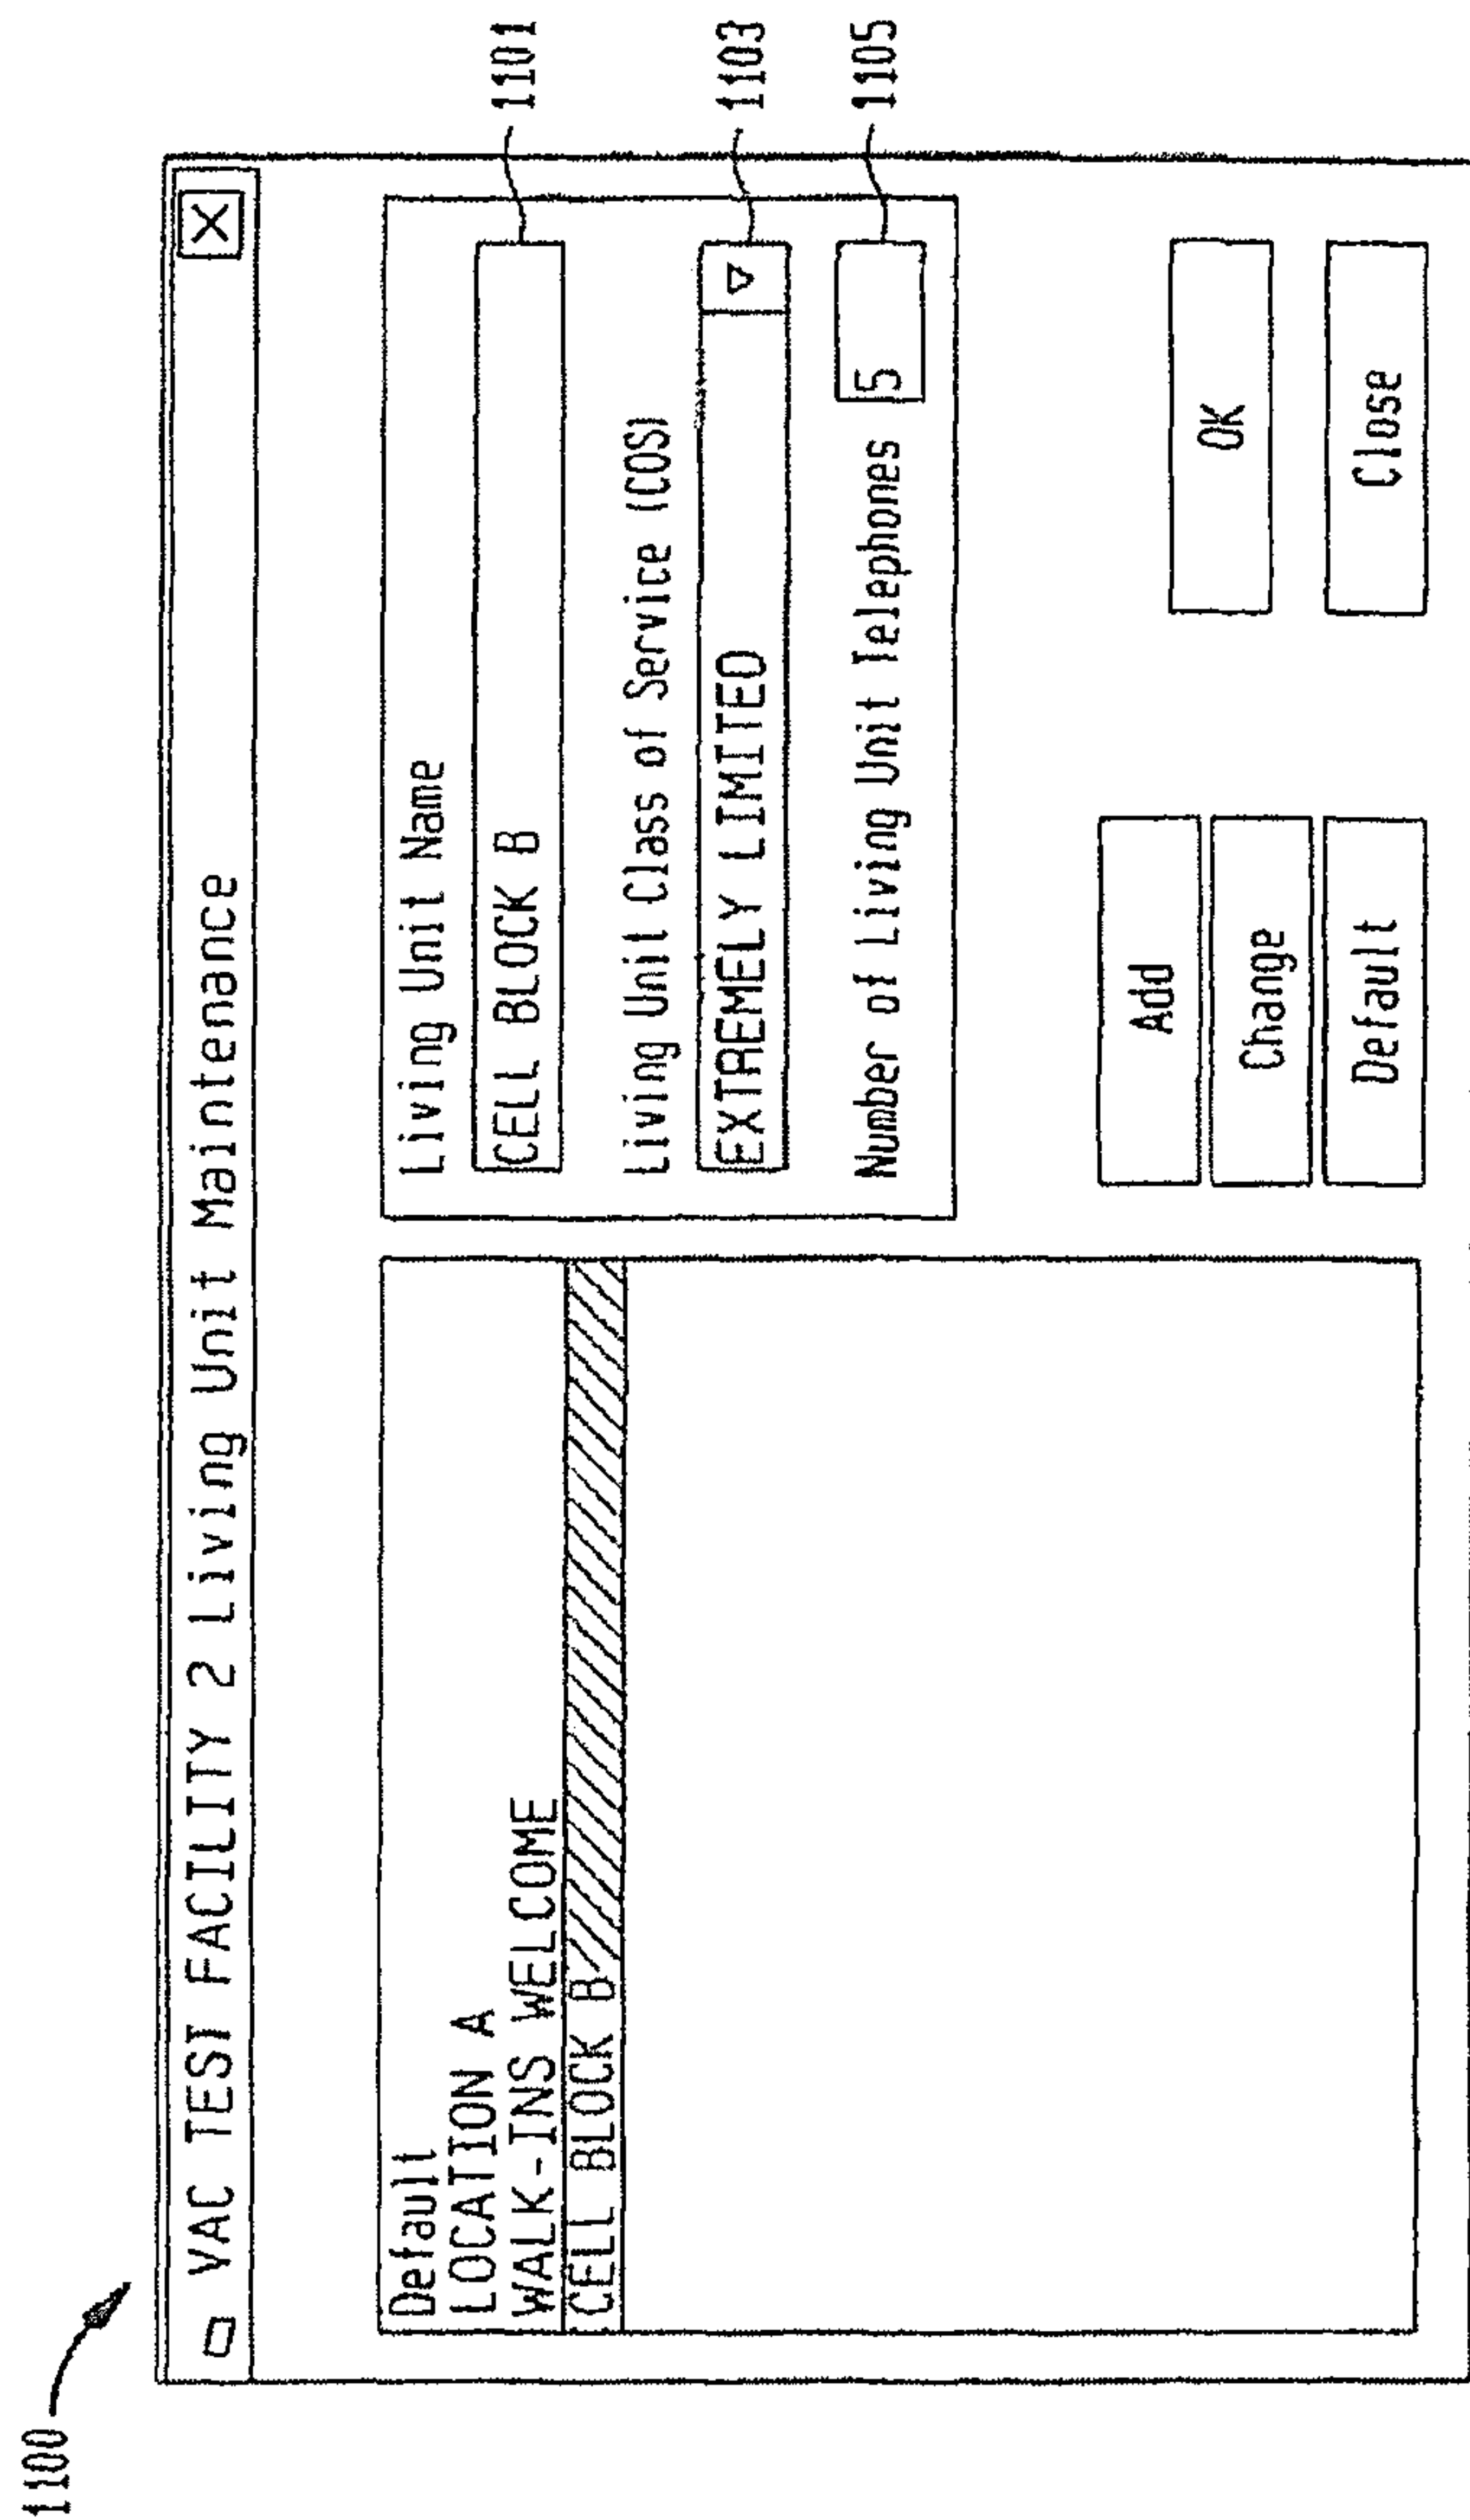 1100
VAC TEST FACILITY 2 Living Unit Maintenance
X
Default
LOCATION A
WALK-INS WELCOME
CELL BLOCK B
Living Unit Name
CELL BLOCK B
1101
Living Unit Class of Service (COS)
EXTREMELY LIMITED
1103
Number of Living Unit Telephones
5
1105
Add
Change
Default
OK
Close